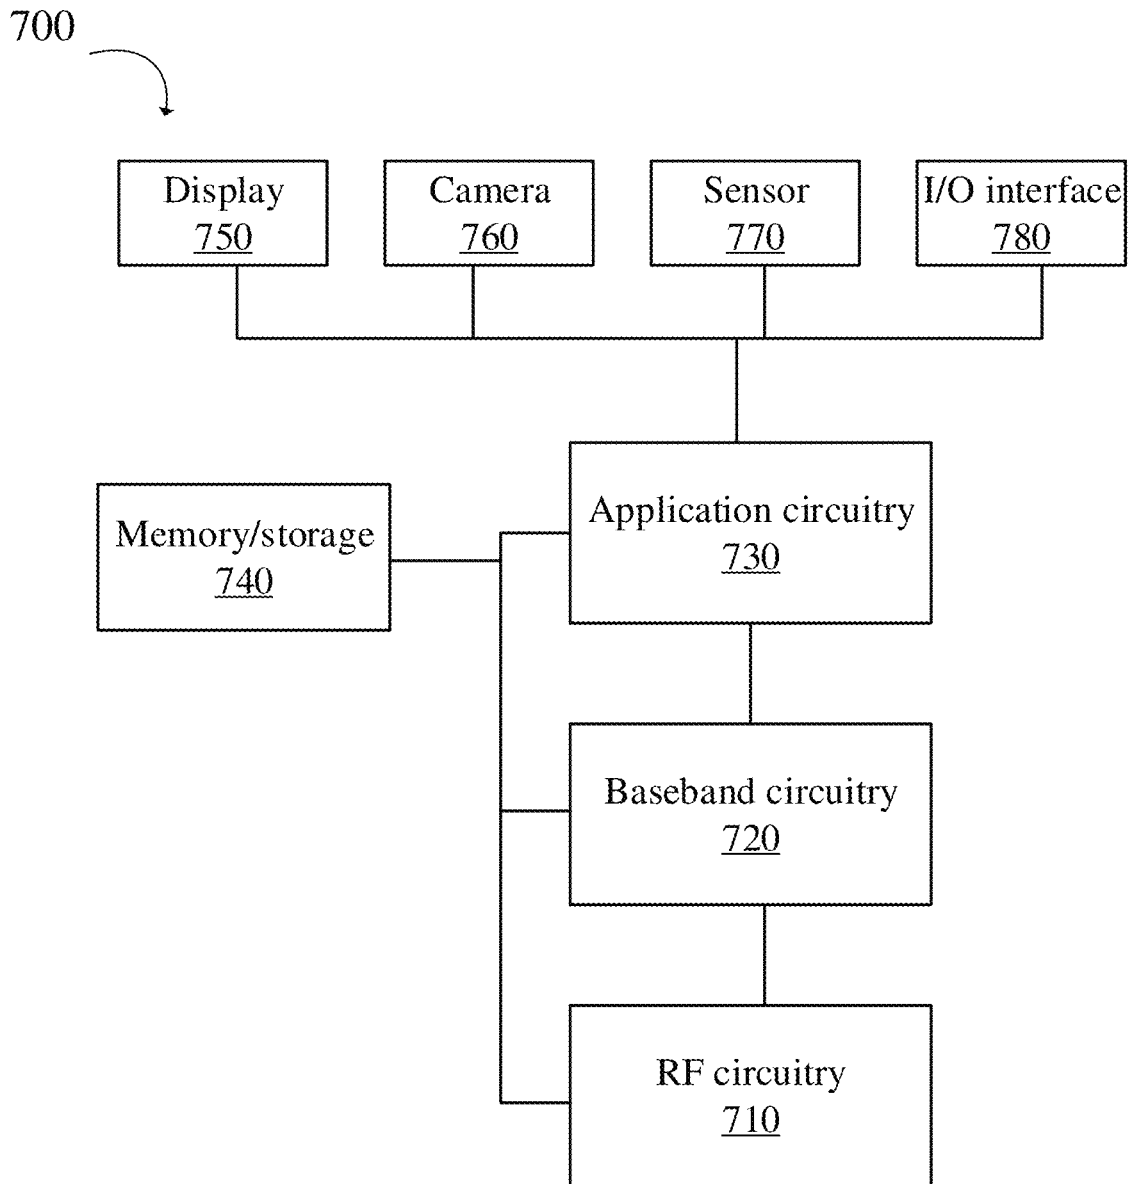 700
Display
750
Camera
760
Sensor
770
I/O interface
780
Memory/storage
740
Application circuitry
730
Baseband circuitry
720
RF circuitry
710